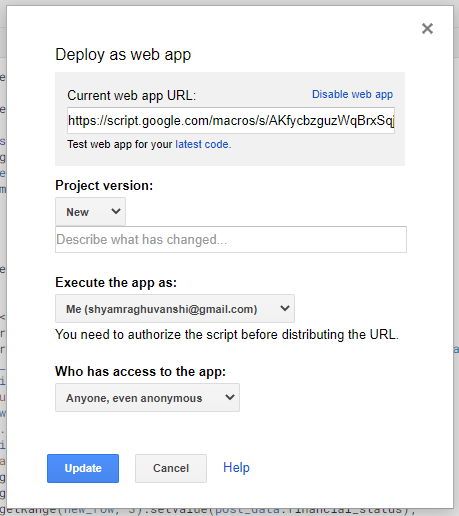 Deploy as web app
Current web app URL: Disable web app
https://script.google.com/macros/s/AKfycbzguzWqBrxSq
Test web app for your latest code.
Project version:
New
Describe what has changed...
Execute the app as:
Me (shyamraghuvanshi@gmail.com)
You need to authorize the script before distributing the URL.
Who has access to the app:
Anyone, even anonymous
Update Cancel Help
getRange(new_row, 3).setValue(post_data.financial_status);